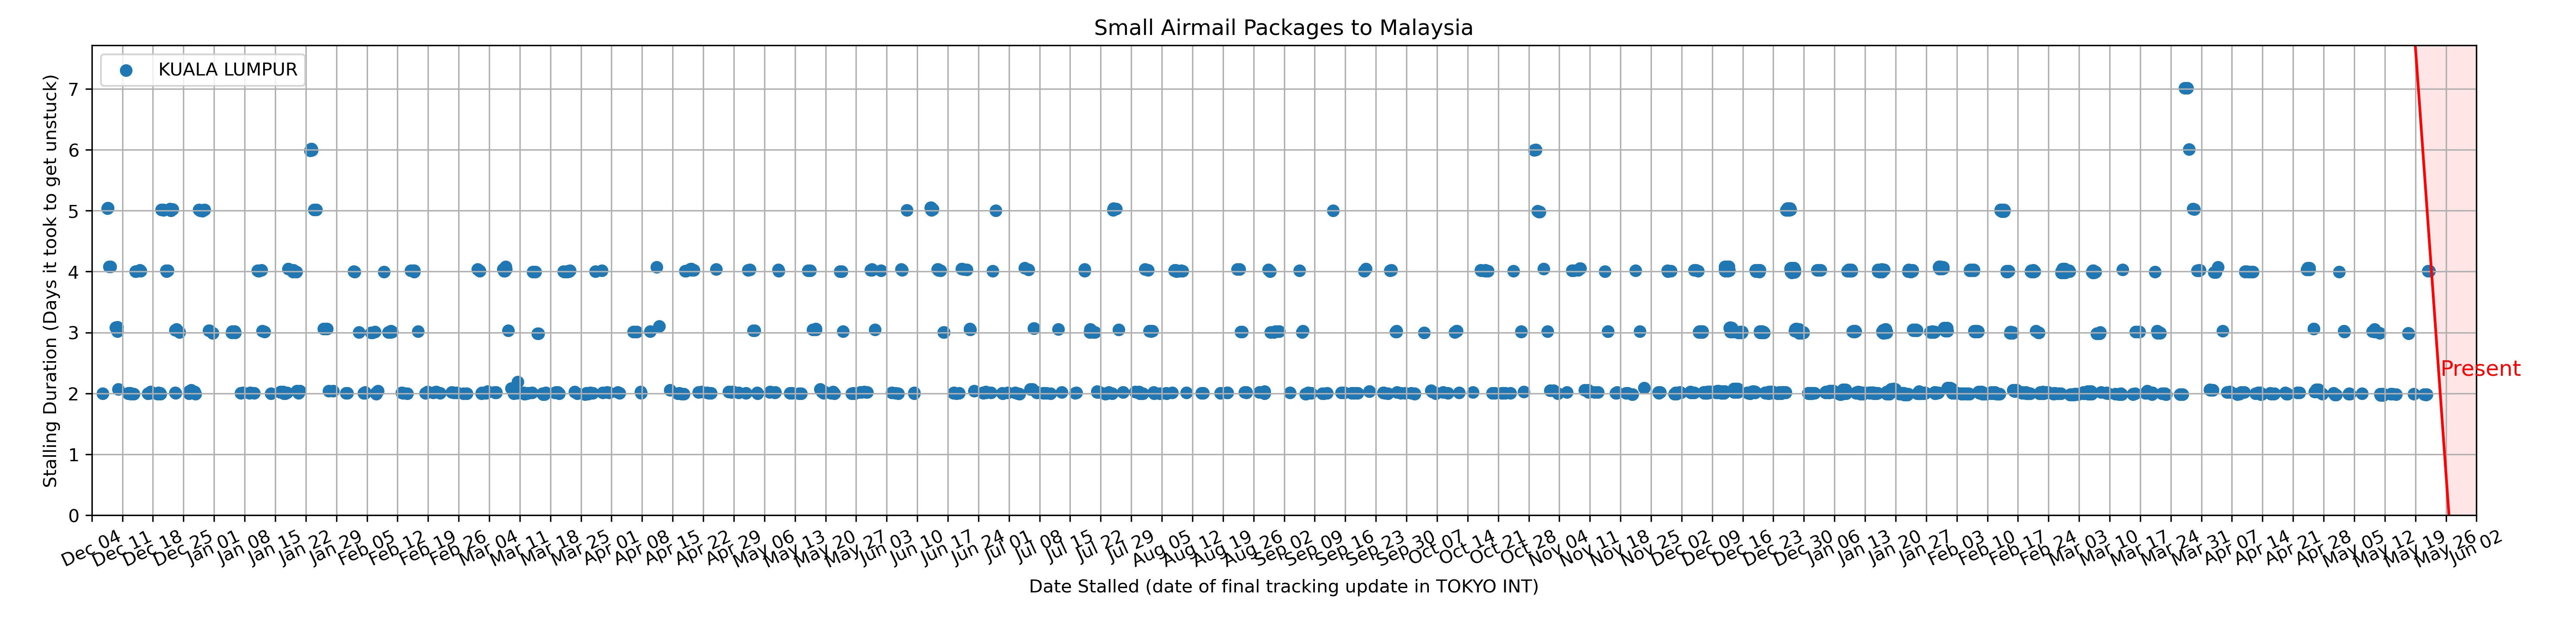 Small Airmail Packages to Malaysia
KUALA LUMPUR
Stalling Duration (Days it took to get unstuck)
7
6
5
4
3
2
1
0
Present
Dec 04 Dec 11 Dec 18 Dec 25 Jan 01 Jan 08 Jan 15 Jan 22 Jan 29 Feb 05 Feb 12 Feb 19 Feb 26 Mar 04 Mar 11 Mar 18 Mar 25 Apr 01 Apr 08 Apr 15 Apr 22 Apr 29 May 06 May 13 May 20 May 27 Jun 03 Jun 10 Jun 17 Jun 24 Jul 01 Jul 08 Jul 15 Jul 22 Jul 29 Aug 05 Aug 12 Aug 19 Aug 26 Sep 02 Sep 09 Sep 16 Sep 23 Sep 30 Oct 07 Oct 14 Oct 21 Oct 28 Nov 04 Nov 11 Nov 18 Nov 25 Dec 02 Dec 09 Dec 16 Dec 23 Dec 30 Jan 06 Jan 13 Jan 20 Jan 27 Feb 03 Feb 10 Feb 17 Feb 24 Mar 03 Mar 10 Mar 17 Mar 24 Mar 31 Apr 07 Apr 14 Apr 21 Apr 28 May 05 May 12 May 19 May 26 Jun 02
Date Stalled (date of final tracking update in TOKYO INT)